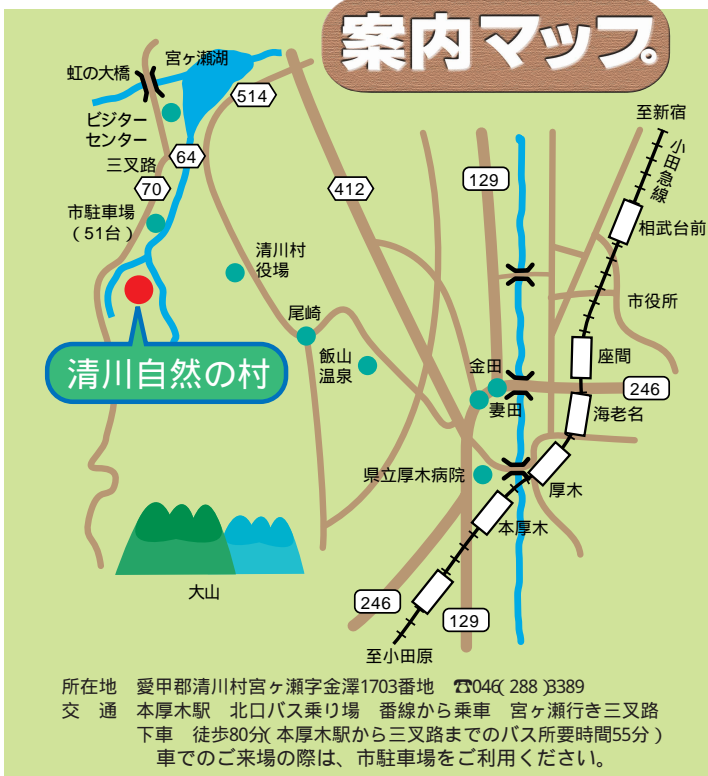 案内マップ。
宮ヶ瀬湖
虹の大橋
514
ビジター
センター
三叉路
64
70
市駐車場
(51台)
清川村
役場
清川自然の村
尾崎
飯山
温泉
412
129
至新宿
小田急線
相武台前
市役所
座間
金田
246
妻田
海老名
県立厚木病院
厚木
本厚木
大山
246
129
至小田原
所在地 愛甲郡清川村宮ヶ瀬字金澤1703番地 ☎046(288)3389
交 通 本厚木駅 北口バス乗り場 番線から乗車 宮ヶ瀬行き三叉路
下車 徒歩80分(本厚木駅から三叉路までのバス所要時間55分)
車でのご来場の際は、市駐車場をご利用ください。